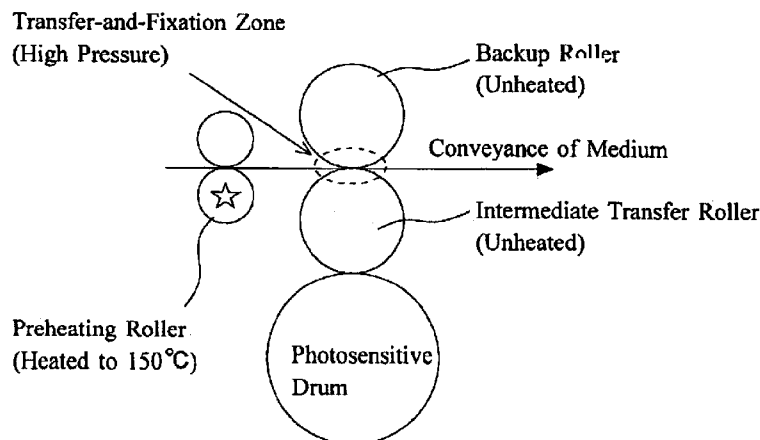 Transfer-and-Fixation Zone
(High Pressure)
Backup Roller
(Unheated)
Conveyance of Medium
Intermediate Transfer Roller
(Unheated)
Preheating Roller
(Heated to 150℃)
Photosensitive
Drum